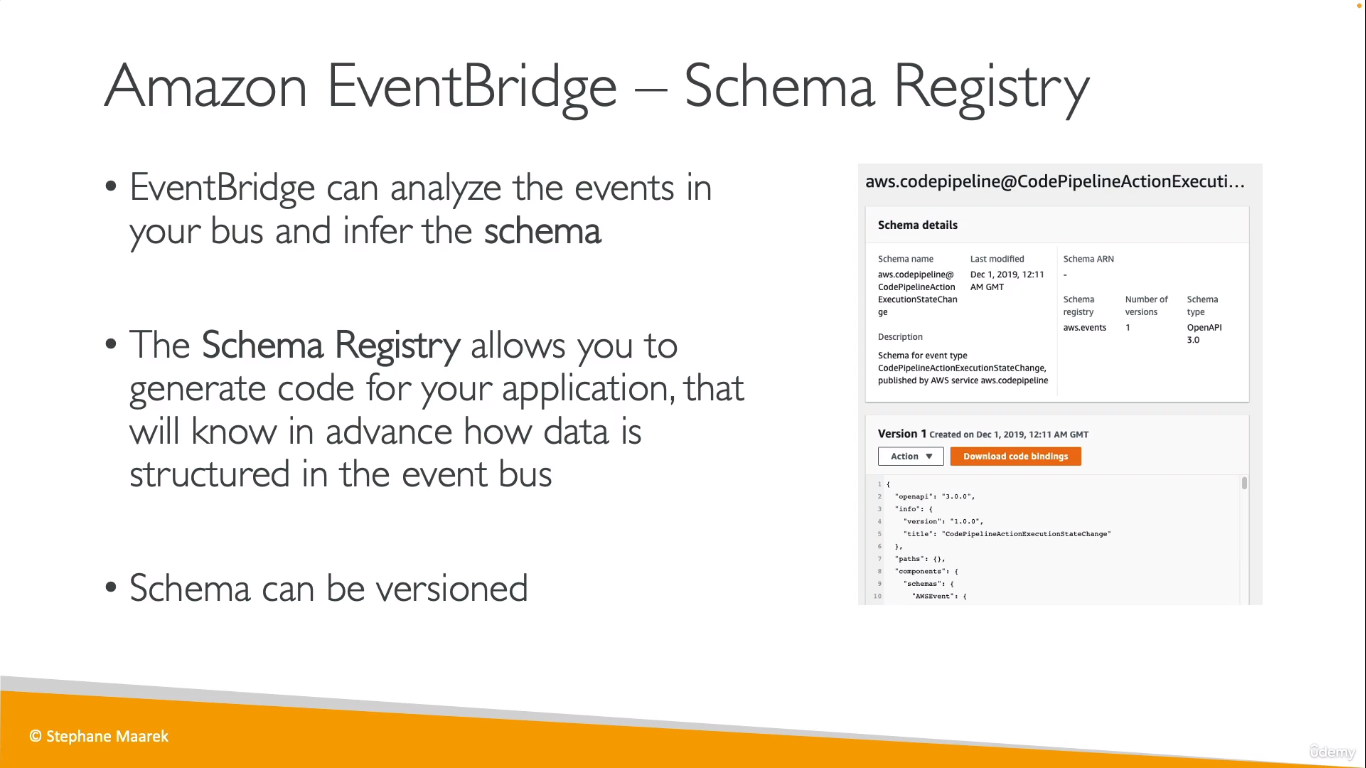 Amazon EventBridge – Schema Registry
• EventBridge can analyze the events in
your bus and infer the schema
• The Schema Registry allows you to
generate code for your application, that
will know in advance how data is
structured in the event bus
• Schema can be versioned
aws.codepipeline@CodePipelineActionExecuti...
Schema details
Schema name
aws.codepipeline@
CodePipelineAction
ExecutionStateChan
ge
Last modified
Dec 1, 2019, 12:11
AM GMT
Description
Schema for event type
CodePipelineActionExecutionStateChange,
published by AWS service aws.codepipeline
Schema ARN
-
Schema
registry
aws.events
Number of
versions
1
Schema
type
OpenAPI
3.0
Version 1 Created on Dec 1, 2019, 12:11 AM GMT
Action ▼ Download code bindings
1 {
2 "openapi": "3.0.0",
3 "info": {
4 "version": "1.0.0",
5 "title": "CodePipelineActionExecutionStateChange"
6 },
7 "paths": {},
8 "components": {
9 "schemas": {
10 "AWSEvent": {
© Stephane Maarek
ûdemy